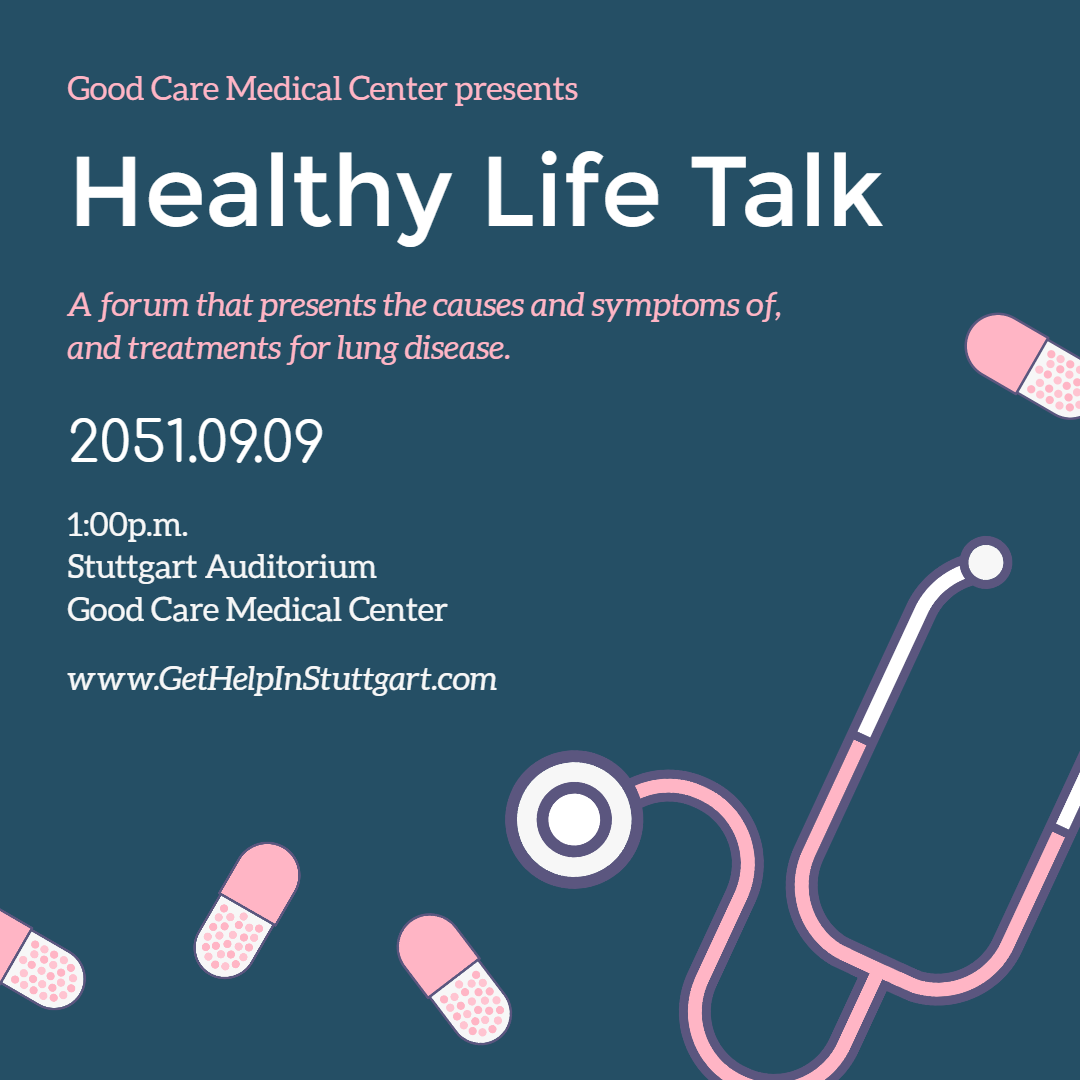 Good Care Medical Center presents
Healthy Life Talk
A forum that presents the causes and symptoms of,
and treatments for lung disease.
2051.09.09
1:00p.m.
Stuttgart Auditorium
Good Care Medical Center
www.GetHelpInStuttgart.com